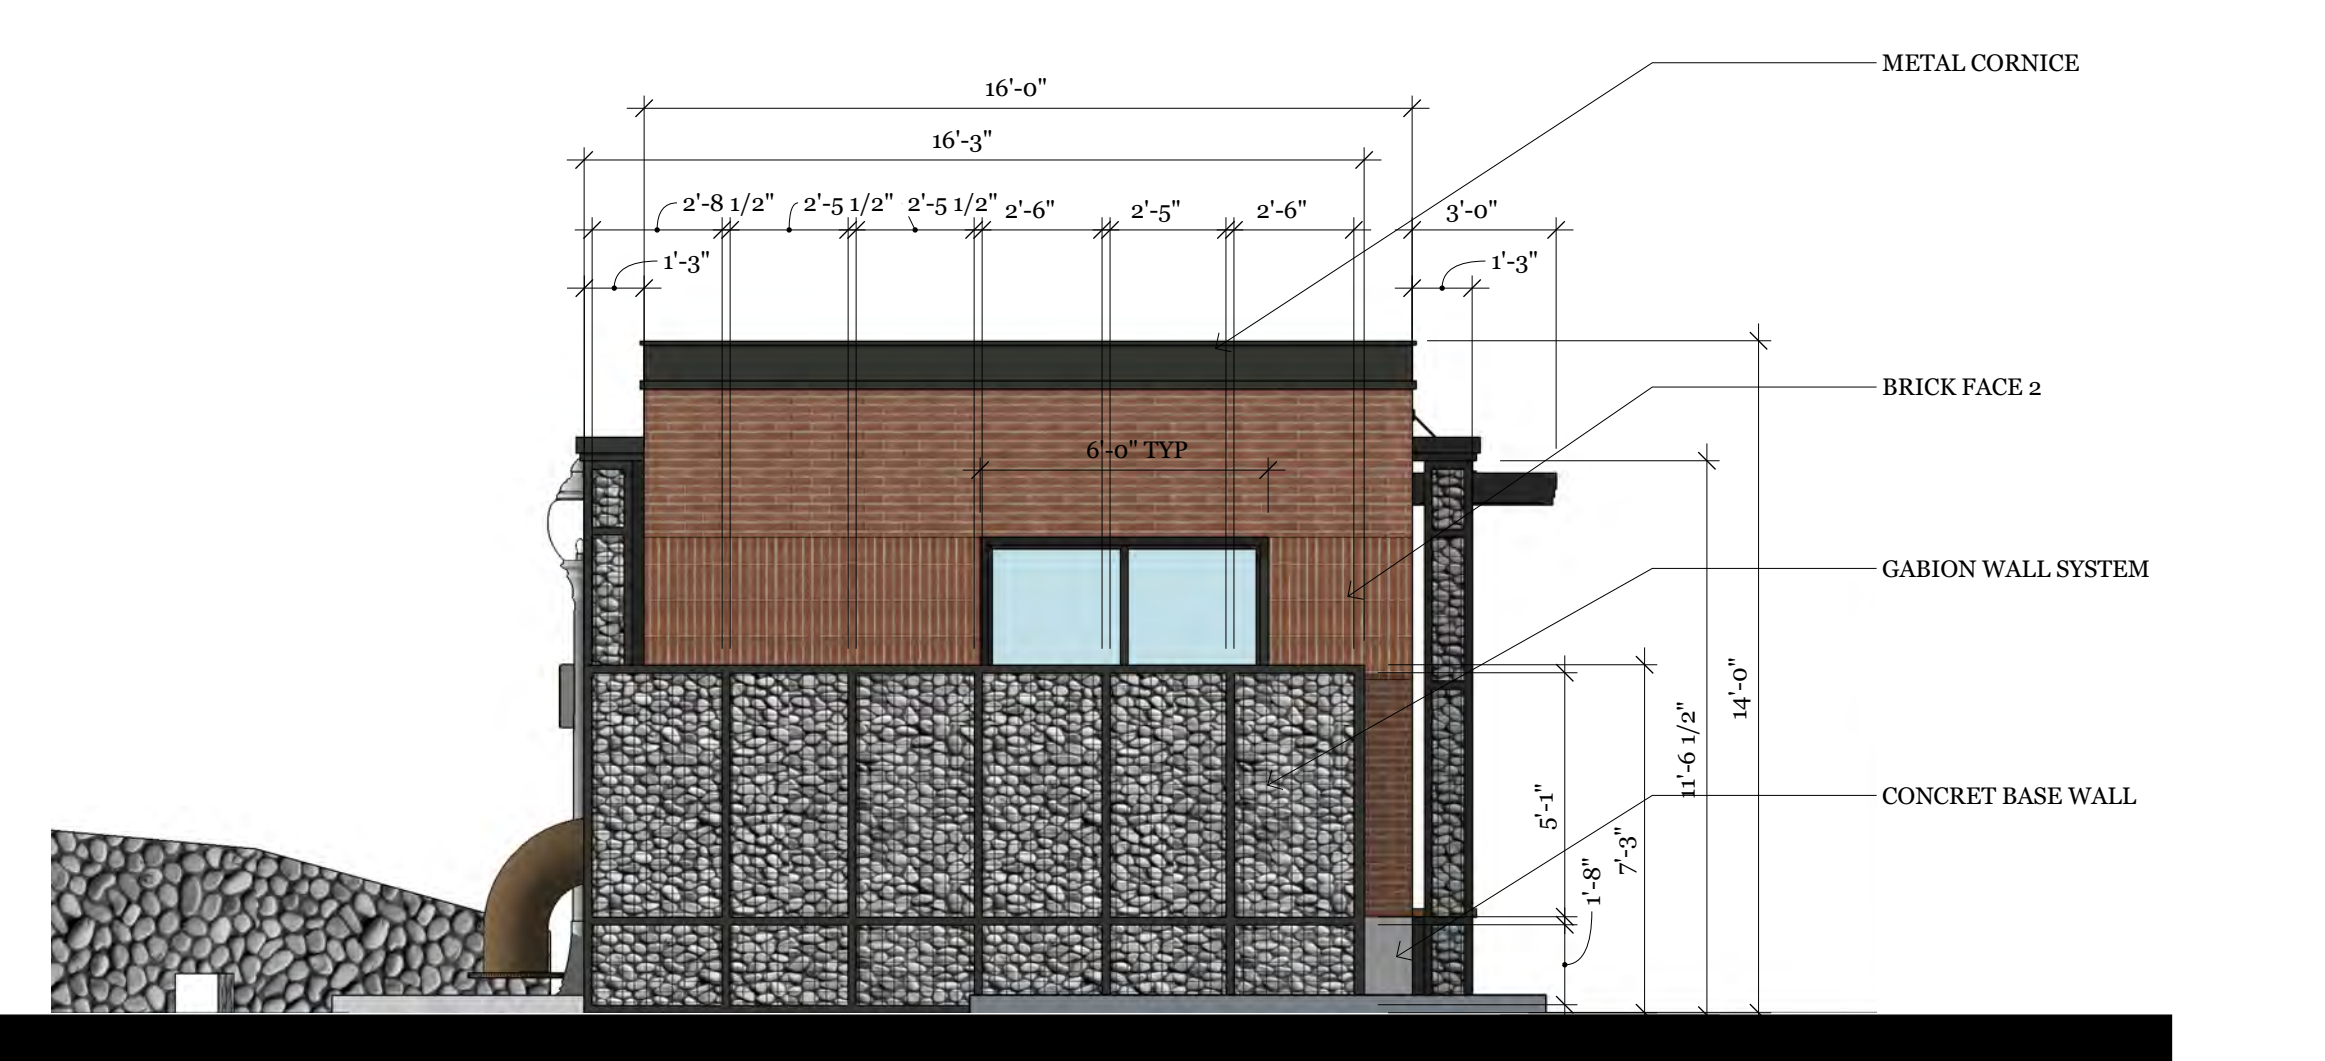 METAL CORNICE
16'-0"
16'-3"
2'-8 1/2" 2'-5 1/2" 2'-5 1/2" 2'-6" 2'-5" 2'-6" 3'-0"
1'-3" 1'-3"
BRICK FACE 2
6'-0" TYP
GABION WALL SYSTEM
14'-0"
11'-6 1/2"
CONCRET BASE WALL
5'-1"
7'-3"
1'-8"